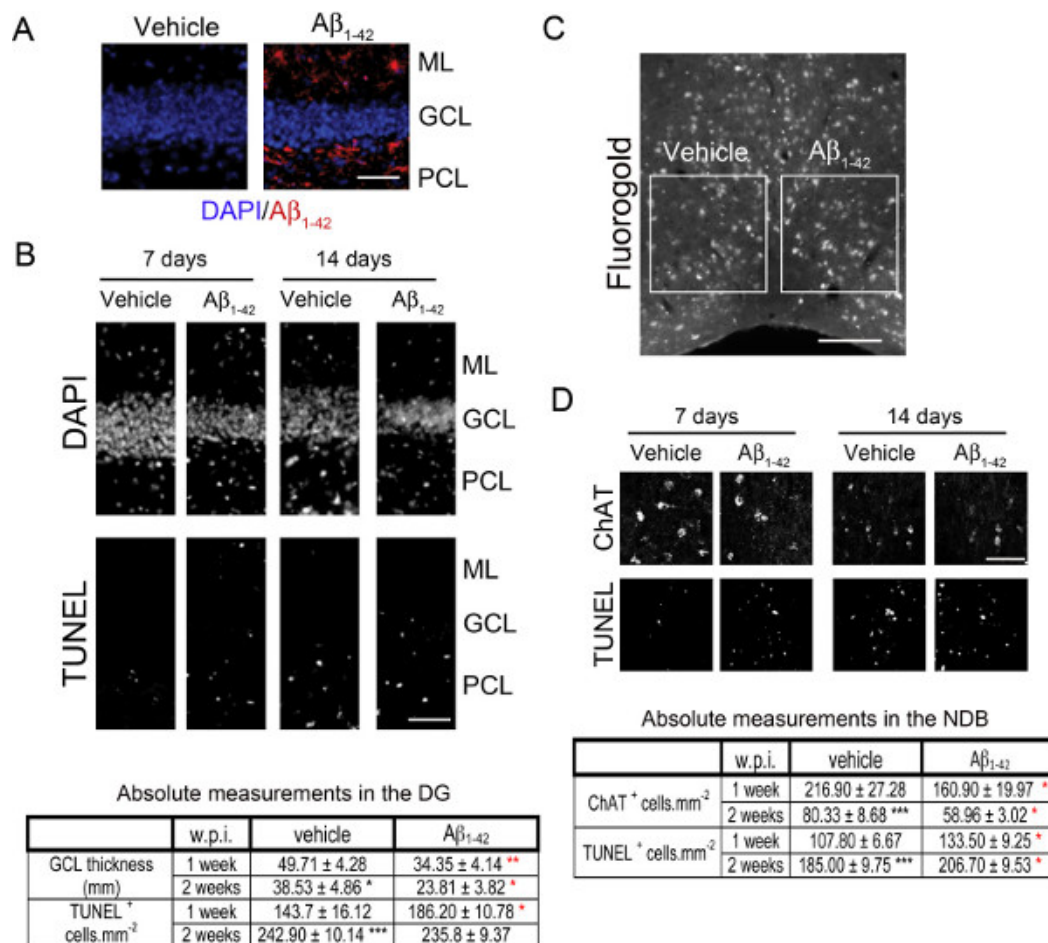 A
Vehicle
Aβ1-42
ML
GCL
PCL
DAPI/Aβ1-42
B
7 days
14 days
Vehicle
Aβ1-42
Vehicle
Aβ1-42
DAPI
ML
GCL
PCL
TUNEL
ML
GCL
PCL
Absolute measurements in the DG
w.p.i. vehicle Aβ1-42
GCL thickness (mm) 1 week 49.71 ± 4.28 34.35 ± 4.14 **
2 weeks 38.53 ± 4.86 * 23.81 ± 3.82 *
TUNEL + cells.mm-2 1 week 143.7 ± 16.12 186.20 ± 10.78 *
2 weeks 242.90 ± 10.14 *** 235.8 ± 9.37
C
Fluorogold
Vehicle
Aβ1-42
D
7 days
14 days
Vehicle
Aβ1-42
Vehicle
Aβ1-42
ChAT
TUNEL
Absolute measurements in the NDB
w.p.i. vehicle Aβ1-42
ChAT + cells.mm-2 1 week 216.90 ± 27.28 160.90 ± 19.97 *
2 weeks 80.33 ± 8.68 *** 58.96 ± 3.02 *
TUNEL + cells.mm-2 1 week 107.80 ± 6.67 133.50 ± 9.25 *
2 weeks 185.00 ± 9.75 *** 206.70 ± 9.53 *